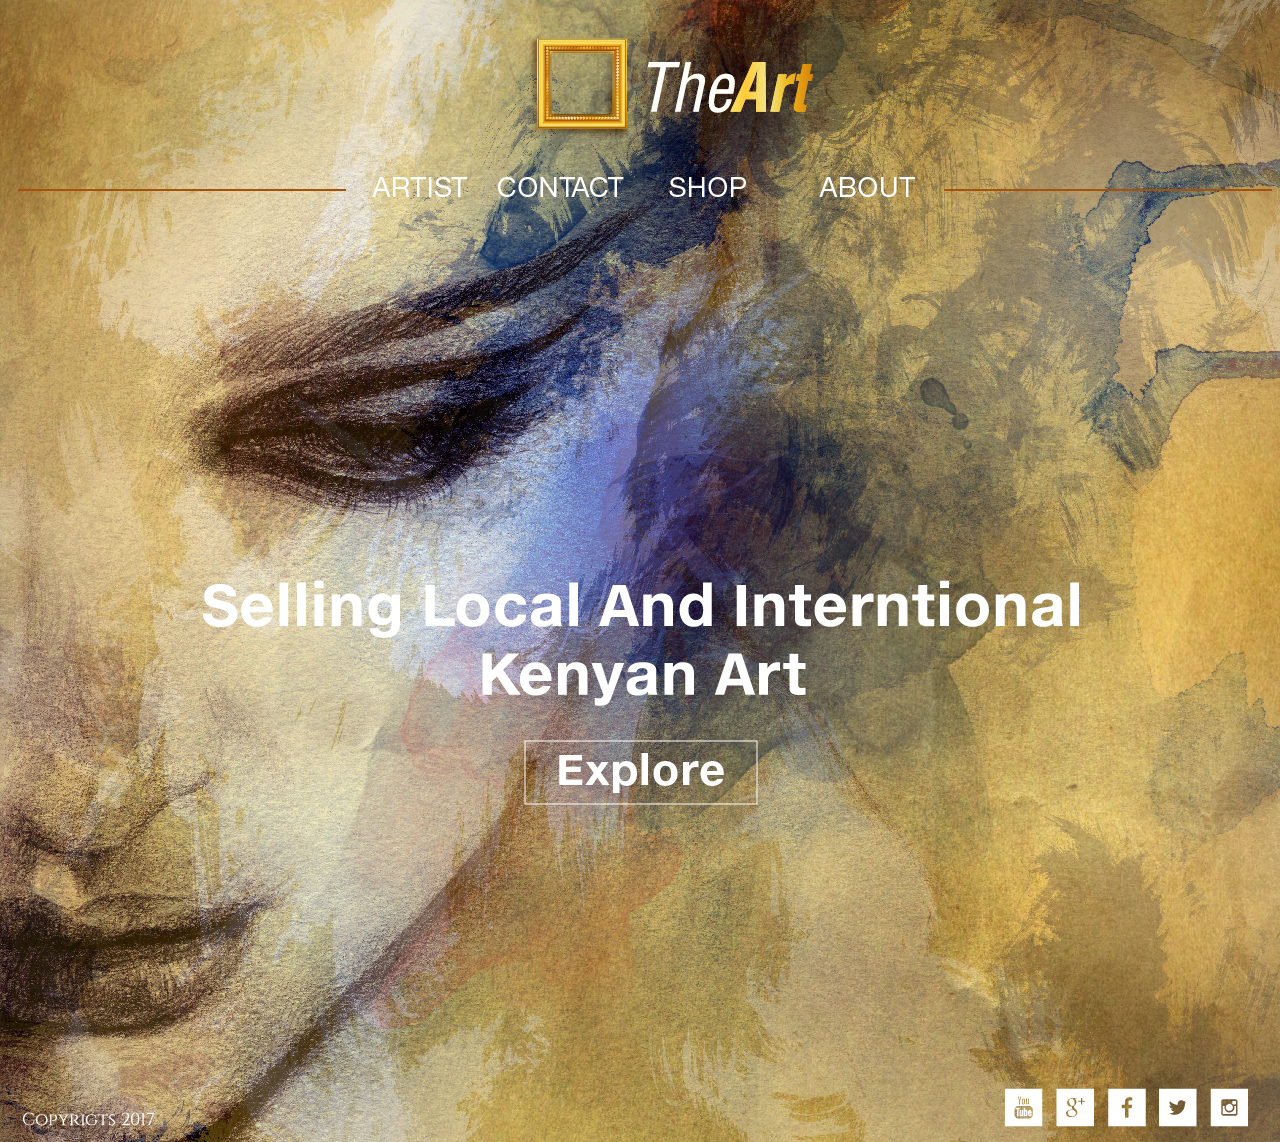 TheArt
ARTIST CONTACT SHOP ABOUT
Selling Local And Interntional
Kenyan Art
Explore
Copyrigts 2017
You Tube g+ f